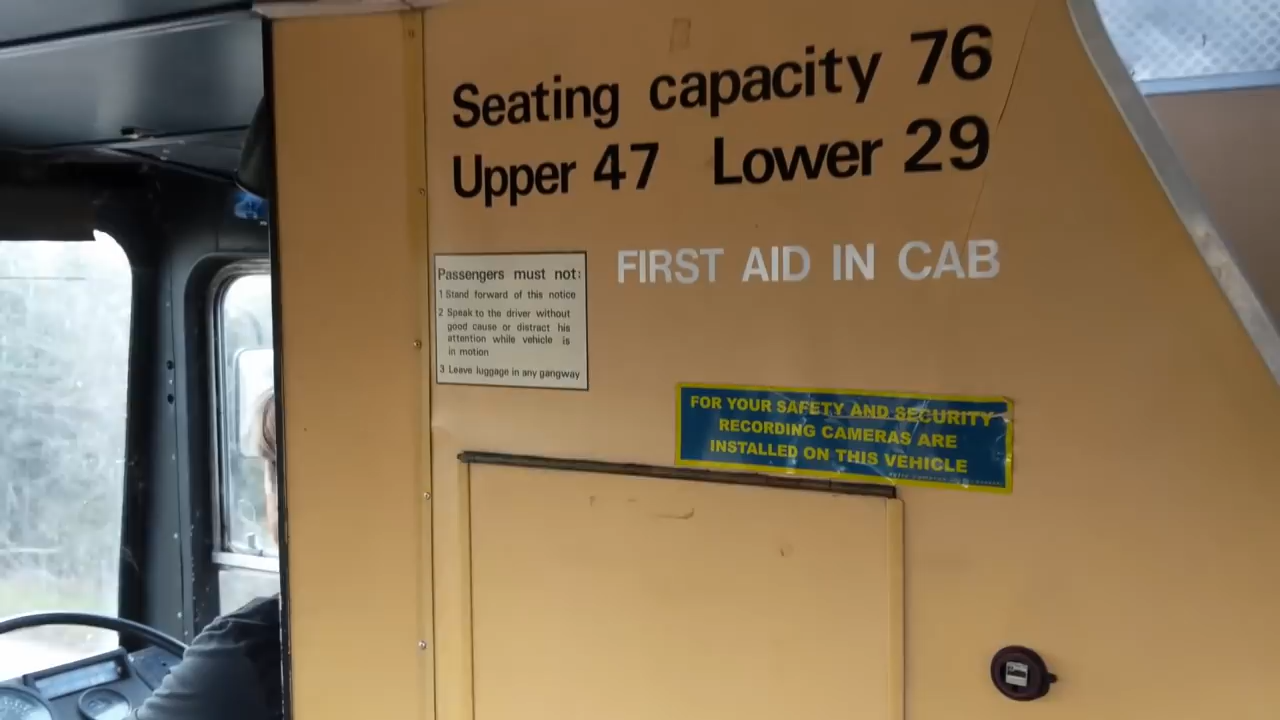 Seating capacity 76
Upper 47 Lower 29
FIRST AID IN CAB
Passengers must not:
1 Stand forward of this notice
2 Speak to the driver without
good cause or distract his
attention while vehicle is
in motion
3 Leave luggage in any gangway
FOR YOUR SAFETY AND SECURITY
RECORDING CAMERAS ARE
INSTALLED ON THIS VEHICLE